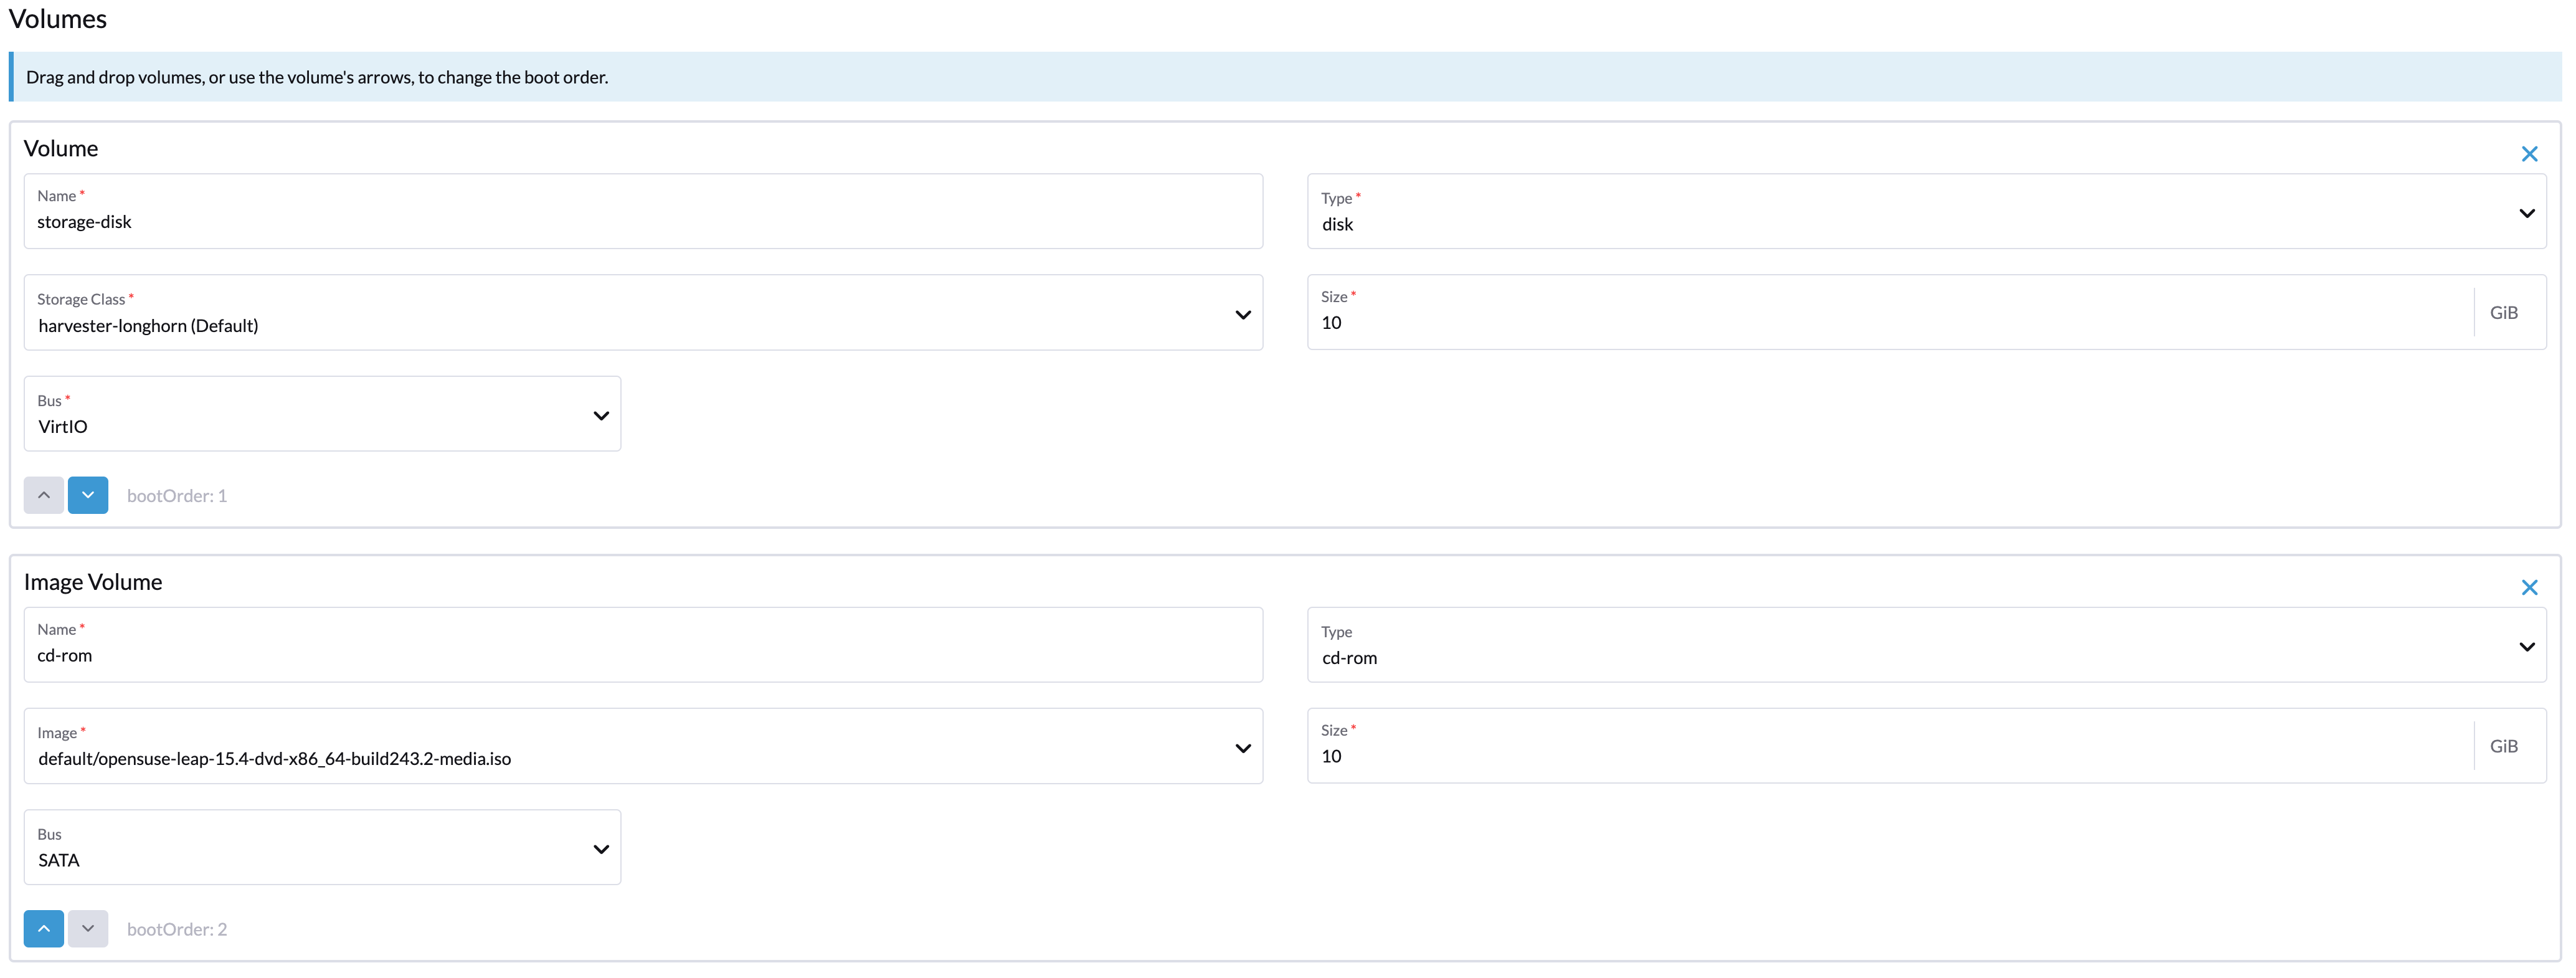 Volumes
Drag and drop volumes, or use the volume's arrows, to change the boot order.
Volume
Name *
storage-disk
Type *
disk
Storage Class *
harvester-longhorn (Default)
Size *
10
GiB
Bus *
VirtIO
bootOrder: 1
Image Volume
Name *
cd-rom
Type
cd-rom
Image *
default/opensuse-leap-15.4-dvd-x86_64-build243.2-media.iso
Size *
10
GiB
Bus
SATA
bootOrder: 2